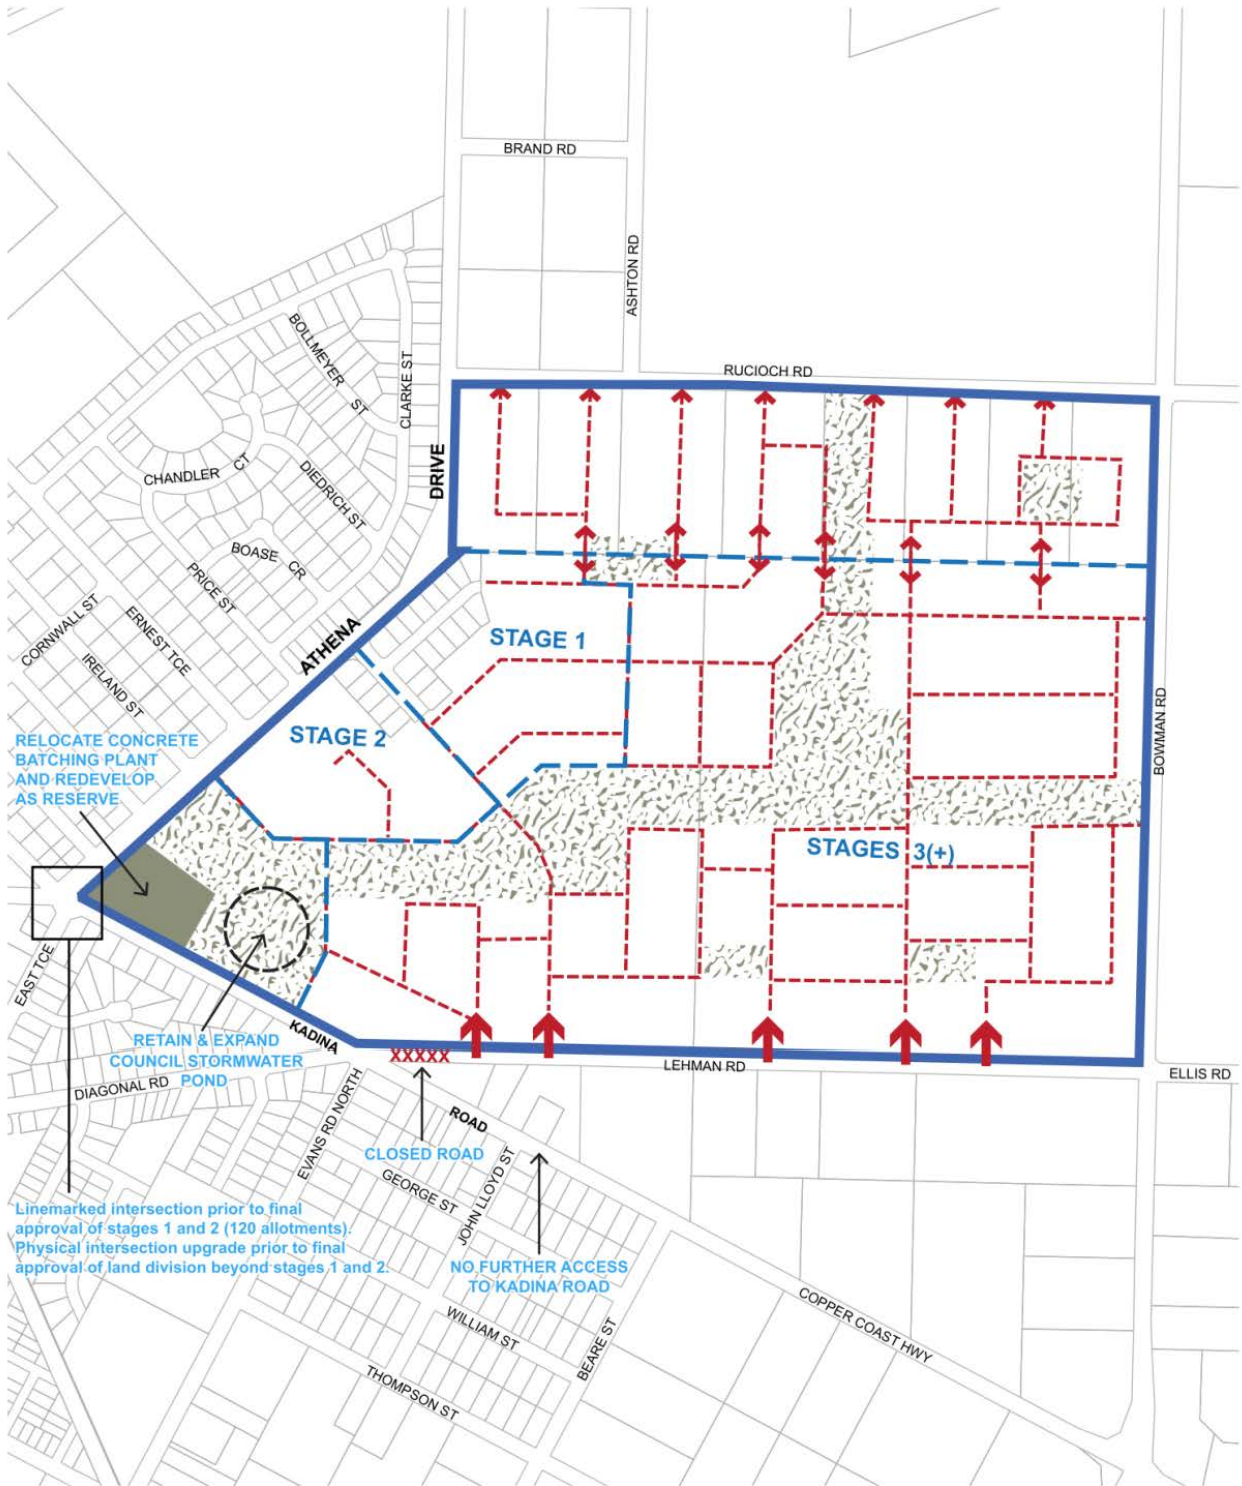 BRAND RD
ASHTON RD
RUCIOCH RD
BOLLMEYER ST
CLARKE ST
CHANDLER CT
DIEDRICH ST
DRIVE
BOASE CR
PRICE ST
CORNWALL ST
ERNEST TCE
IRELAND ST
ATHENA
STAGE 1
STAGE 2
BOWMAN RD
RELOCATE CONCRETE
BATCHING PLANT
AND REDEVELOP
AS RESERVE
STAGES 3(+)
EAST TCE
KADINA
RETAIN & EXPAND
COUNCIL STORMWATER
POND
XXXXX
LEHMAN RD
ELLIS RD
DIAGONAL RD
EVANS RD NORTH
ROAD
CLOSED ROAD
GEORGE ST
JOHN LLOYD ST
Linemarked intersection prior to final
approval of stages 1 and 2 (120 allotments).
Physical intersection upgrade prior to final
approval of land division beyond stages 1 and 2.
NO FURTHER ACCESS
TO KADINA ROAD
COPPER COAST HWY
WILLIAM ST
BEARE ST
THOMPSON ST